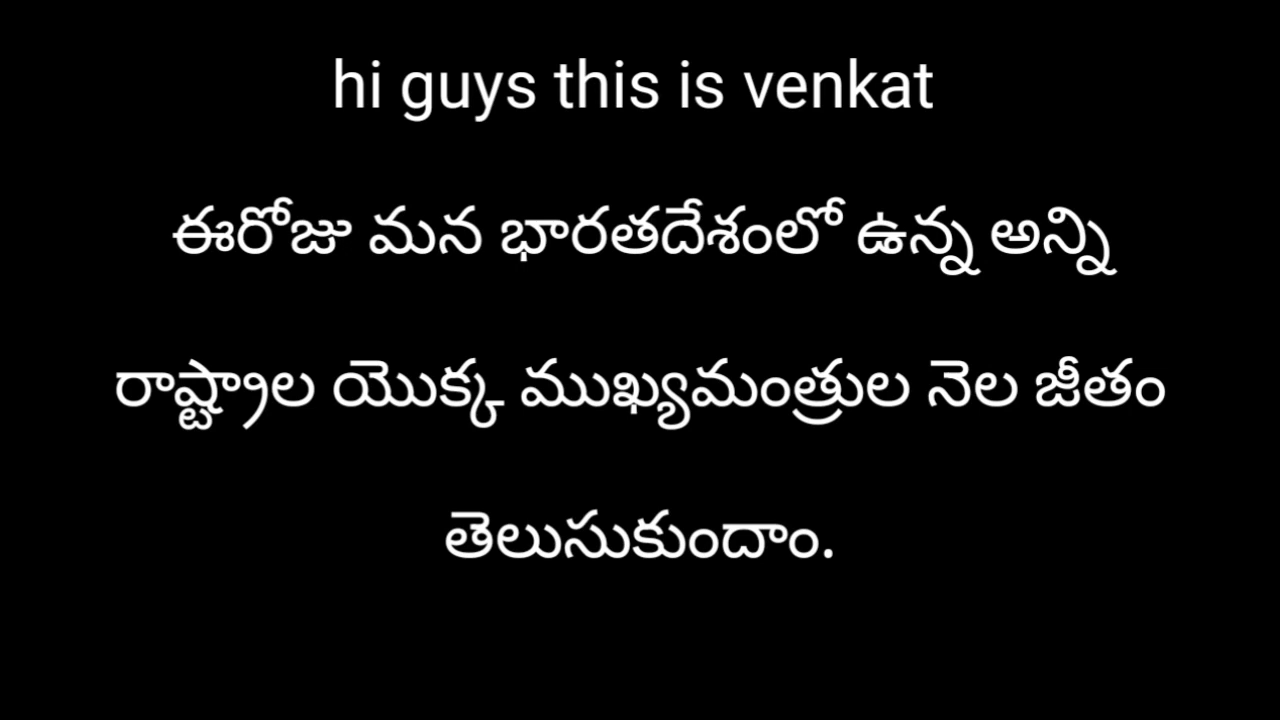 hi guys this is venkat
ఈరోజు మన భారతదేశంలో ఉన్న అన్ని
రాష్ట్రాల యొక్క ముఖ్యమంత్రుల నెల జీతం
తెలుసుకుందాం.